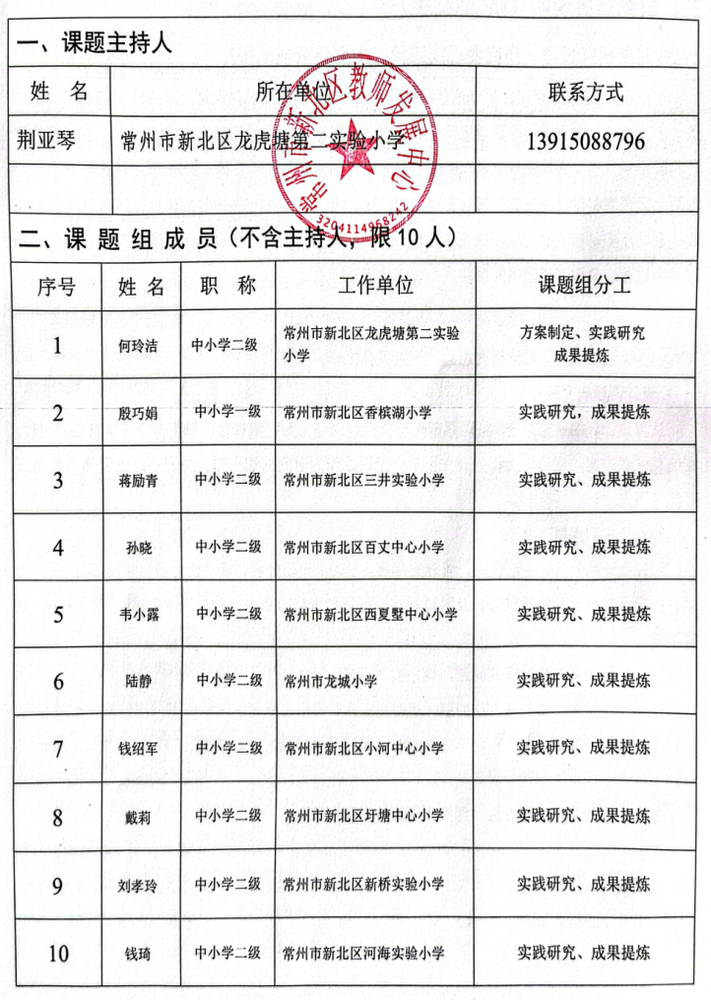 一、课题主持人
姓 名 所在单位 联系方式
荆亚琴 常州市新北区龙虎塘第二实验小学 13915088796
常州市新北区教师发展中心
3204114968242
二、课 题 组 成 员（不含主持人，限 10 人）
序号 姓 名 职 称 工作单位 课题组分工
1 何玲洁 中小学二级 常州市新北区龙虎塘第二实验小学 方案制定、实践研究
成果提炼
2 殷巧娟 中小学一级 常州市新北区香槟湖小学 实践研究，成果提炼
3 蒋励青 中小学二级 常州市新北区三井实验小学 实践研究、成果提炼
4 孙晓 中小学二级 常州市新北区百丈中心小学 实践研究、成果提炼
5 韦小露 中小学二级 常州市新北区西夏墅中心小学 实践研究、成果提炼
6 陆静 中小学二级 常州市龙城小学 实践研究、成果提炼
7 钱绍军 中小学二级 常州市新北区小河中心小学 实践研究、成果提炼
8 戴莉 中小学二级 常州市新北区圩塘中心小学 实践研究、成果提炼
9 刘孝玲 中小学二级 常州市新北区新桥实验小学 实践研究、成果提炼
10 钱琦 中小学二级 常州市新北区河海实验小学 实践研究、成果提炼